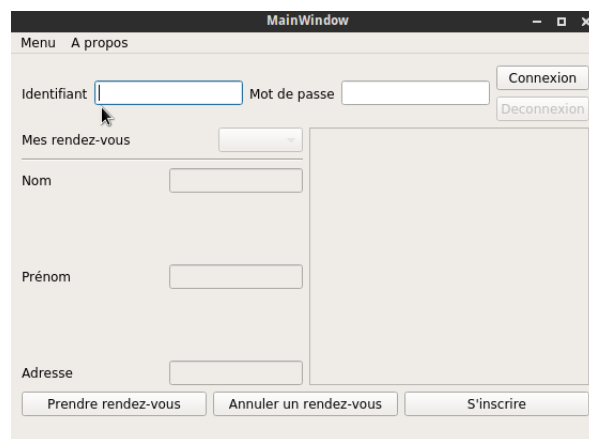 MainWindow
Menu A propos
Connexion
Identifiant Mot de passe
Deconnexion
Mes rendez-vous
Nom
Prénom
Adresse
Prendre rendez-vous Annuler un rendez-vous S'inscrire